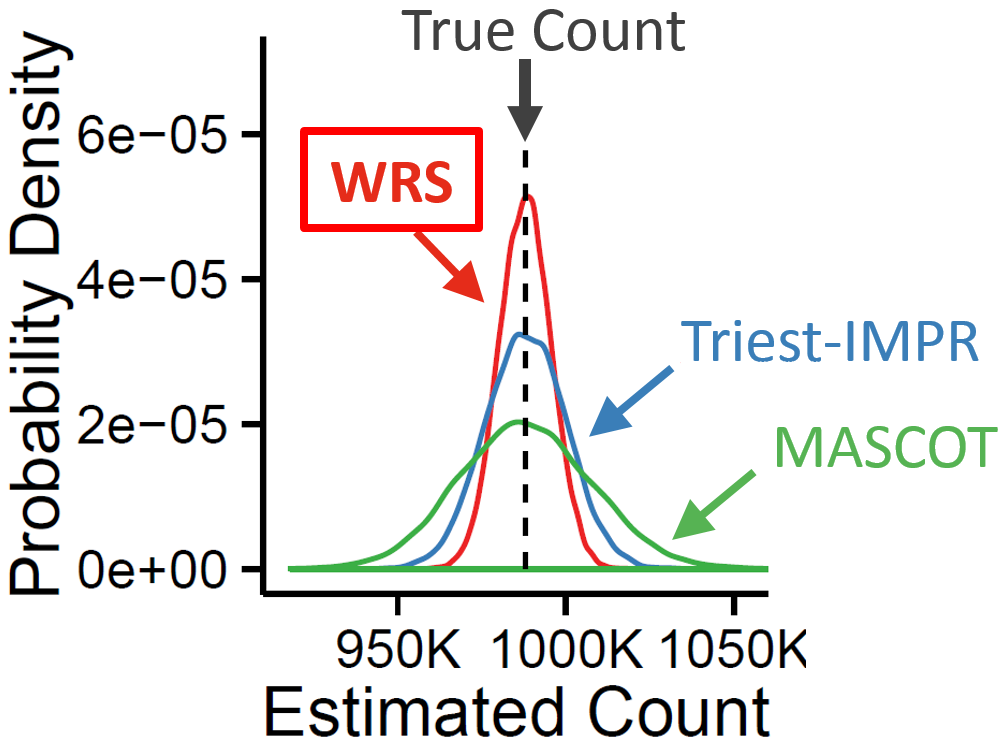 True Count
Probability Density
6e−05
4e−05
2e−05
0e+00
WRS
Triest-IMPR
MASCOT
950K 1000K 1050K
Estimated Count